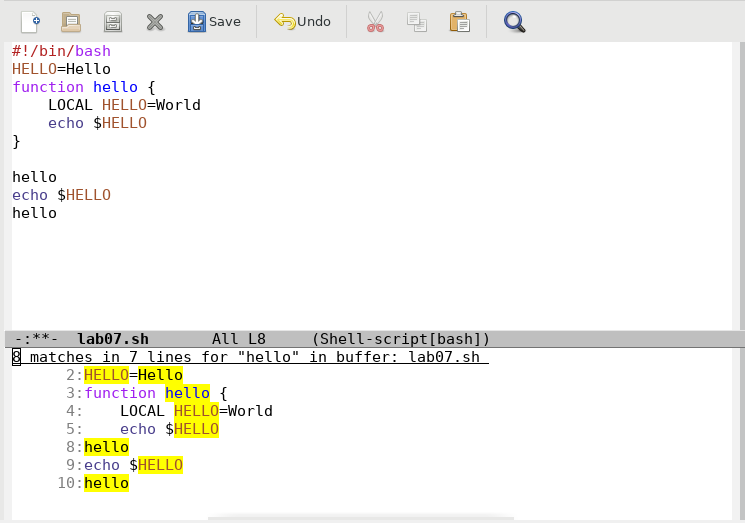 Save Undo
#!/bin/bash
HELLO=Hello
function hello {
    LOCAL HELLO=World
    echo $HELLO
}
hello
echo $HELLO
hello
-:**-  lab07.sh       All L8     (Shell-script[bash])
8 matches in 7 lines for "hello" in buffer: lab07.sh
      2:HELLO=Hello
      3:function hello {
      4:    LOCAL HELLO=World
      5:    echo $HELLO
      8:hello
      9:echo $HELLO
     10:hello